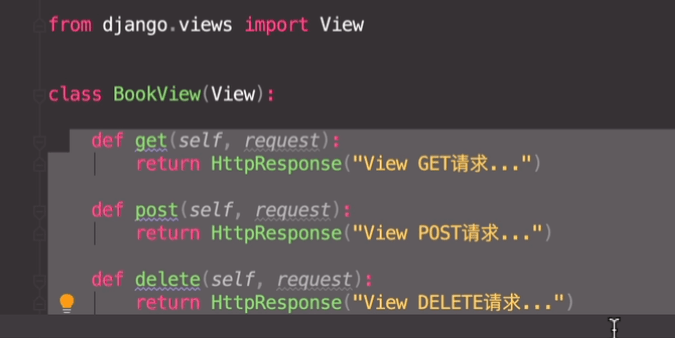 from django.views import View
class BookView(View):
def get(self, request):
return HttpResponse("View GET请求...")
def post(self, request):
return HttpResponse("View POST请求...")
def delete(self, request):
return HttpResponse("View DELETE请求...")